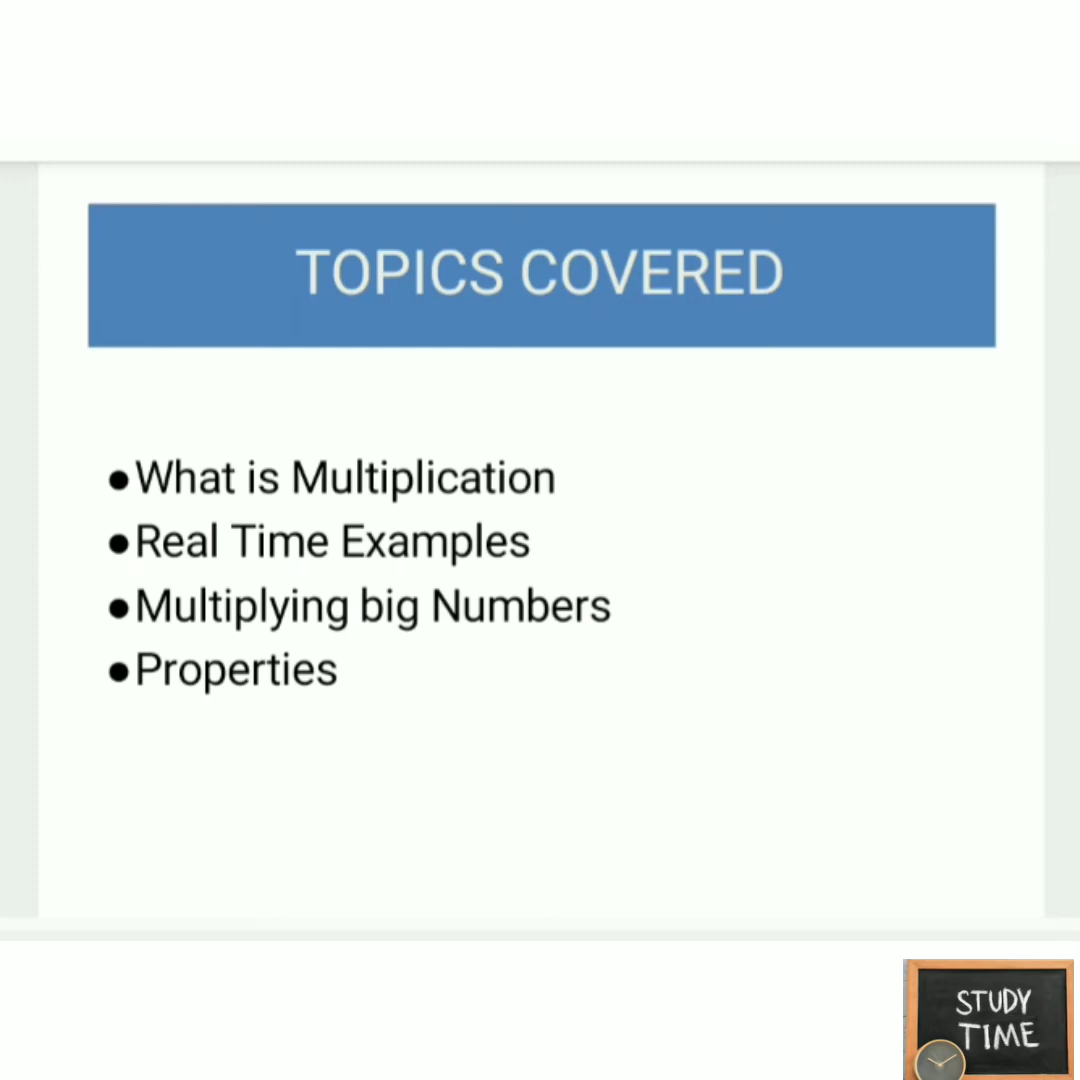 TOPICS COVERED
●What is Multiplication
●Real Time Examples
●Multiplying big Numbers
●Properties
STUDY
TIME